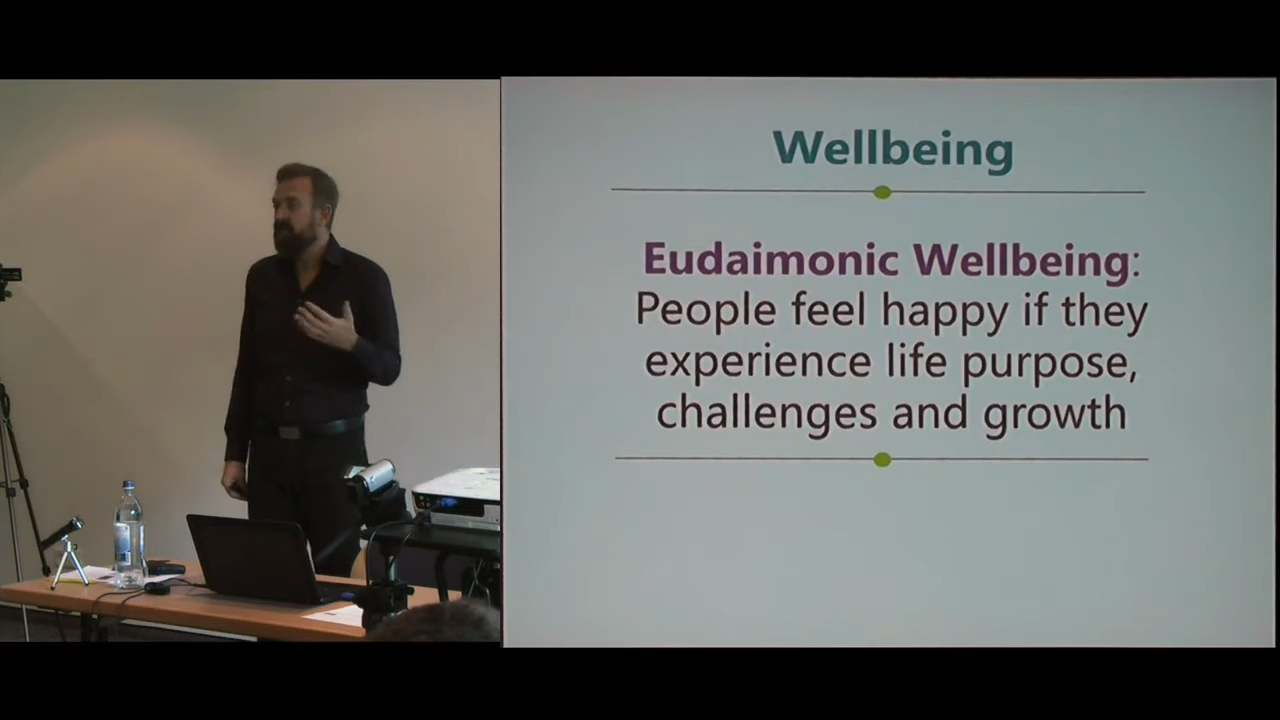 Wellbeing
Eudaimonic Wellbeing:
People feel happy if they
experience life purpose,
challenges and growth